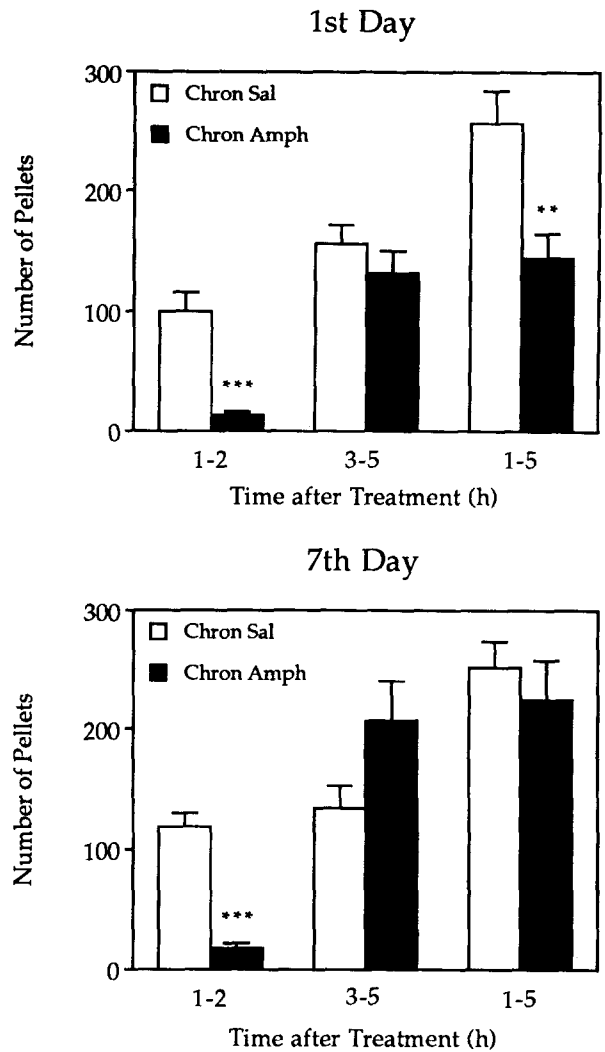 1st Day
Number of Pellets
300
200
100
0
Chron Sal
Chron Amph
***
**
1-2
3-5
1-5
Time after Treatment (h)
7th Day
Number of Pellets
300
200
100
0
Chron Sal
Chron Amph
***
1-2
3-5
1-5
Time after Treatment (h)